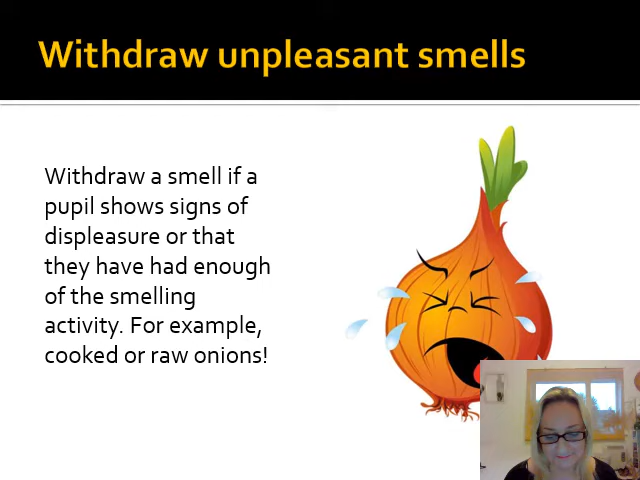 Withdraw unpleasant smells
Withdraw a smell if a
pupil shows signs of
displeasure or that
they have had enough
of the smelling
activity. For example,
cooked or raw onions!